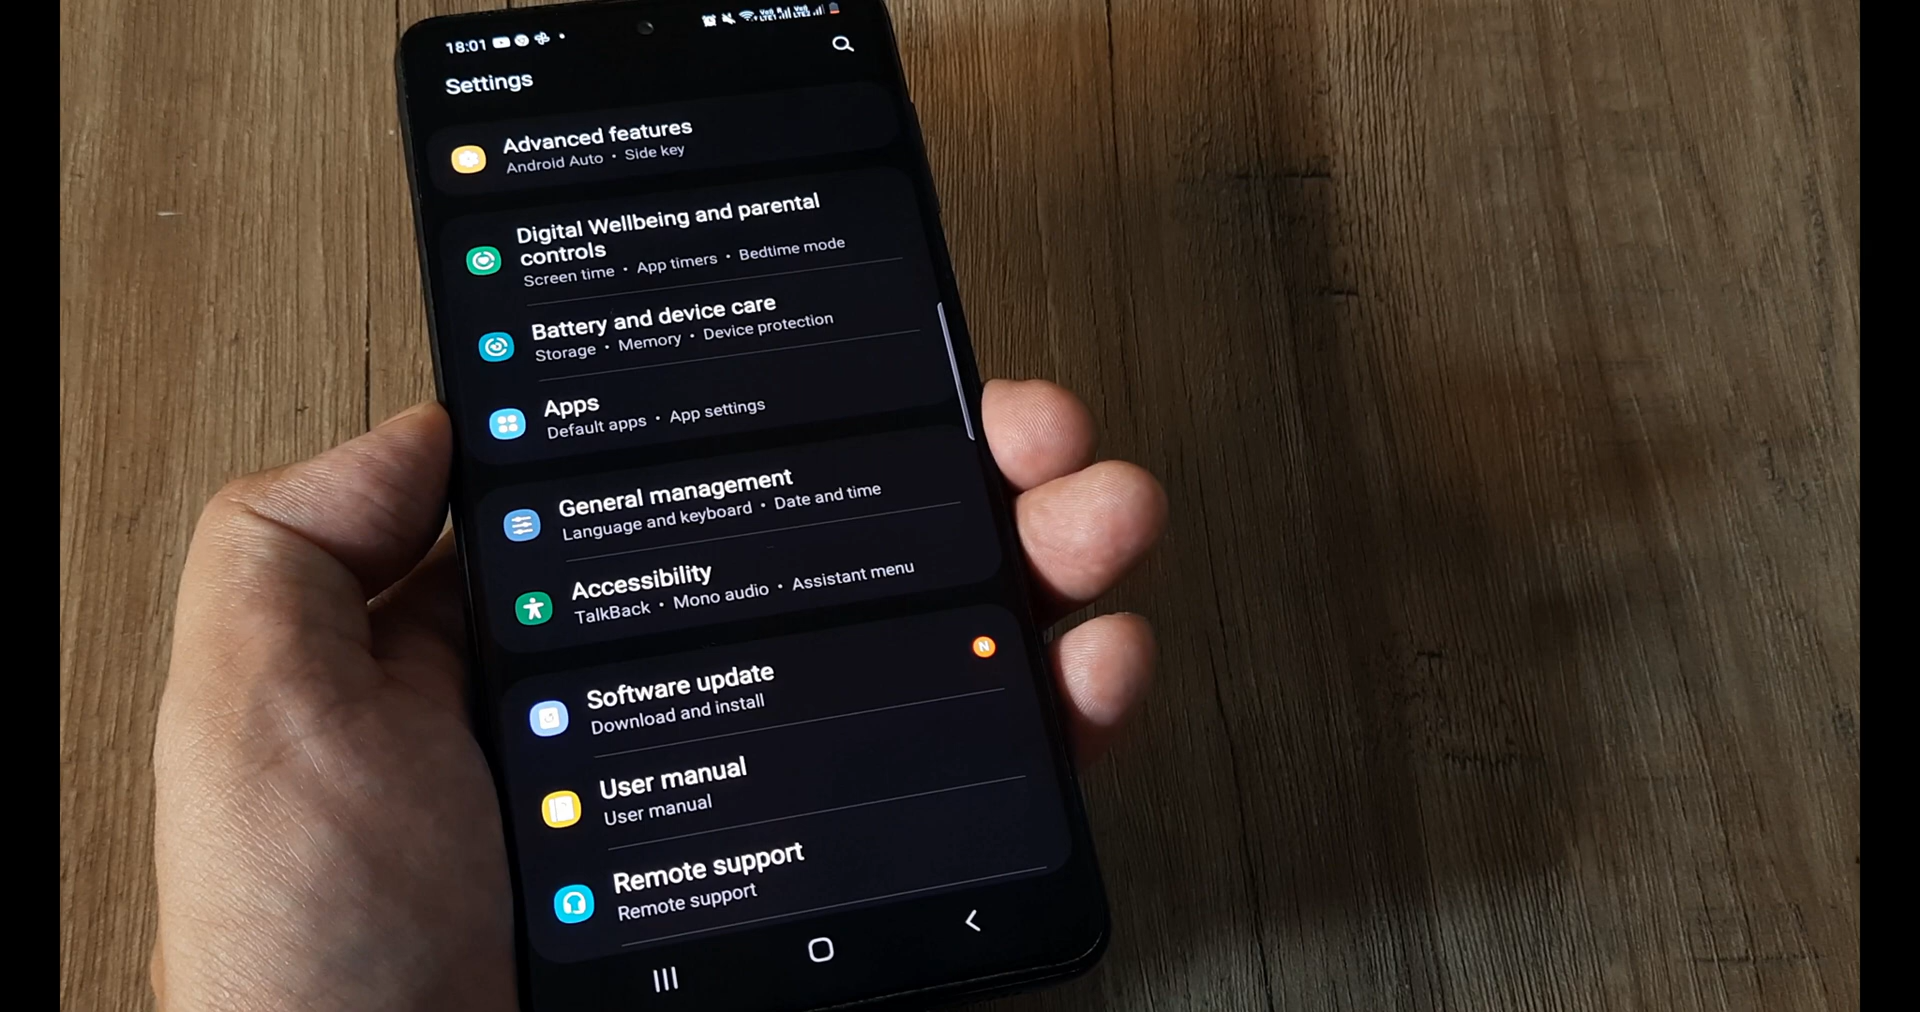 18:01
Settings
Advanced features
Android Auto • Side key
Digital Wellbeing and parental
controls
Screen time • App timers • Bedtime mode
Battery and device care
Storage • Memory • Device protection
Apps
Default apps • App settings
General management
Language and keyboard • Date and time
Accessibility
TalkBack • Mono audio • Assistant menu
N
Software update
Download and install
User manual
User manual
Remote support
Remote support